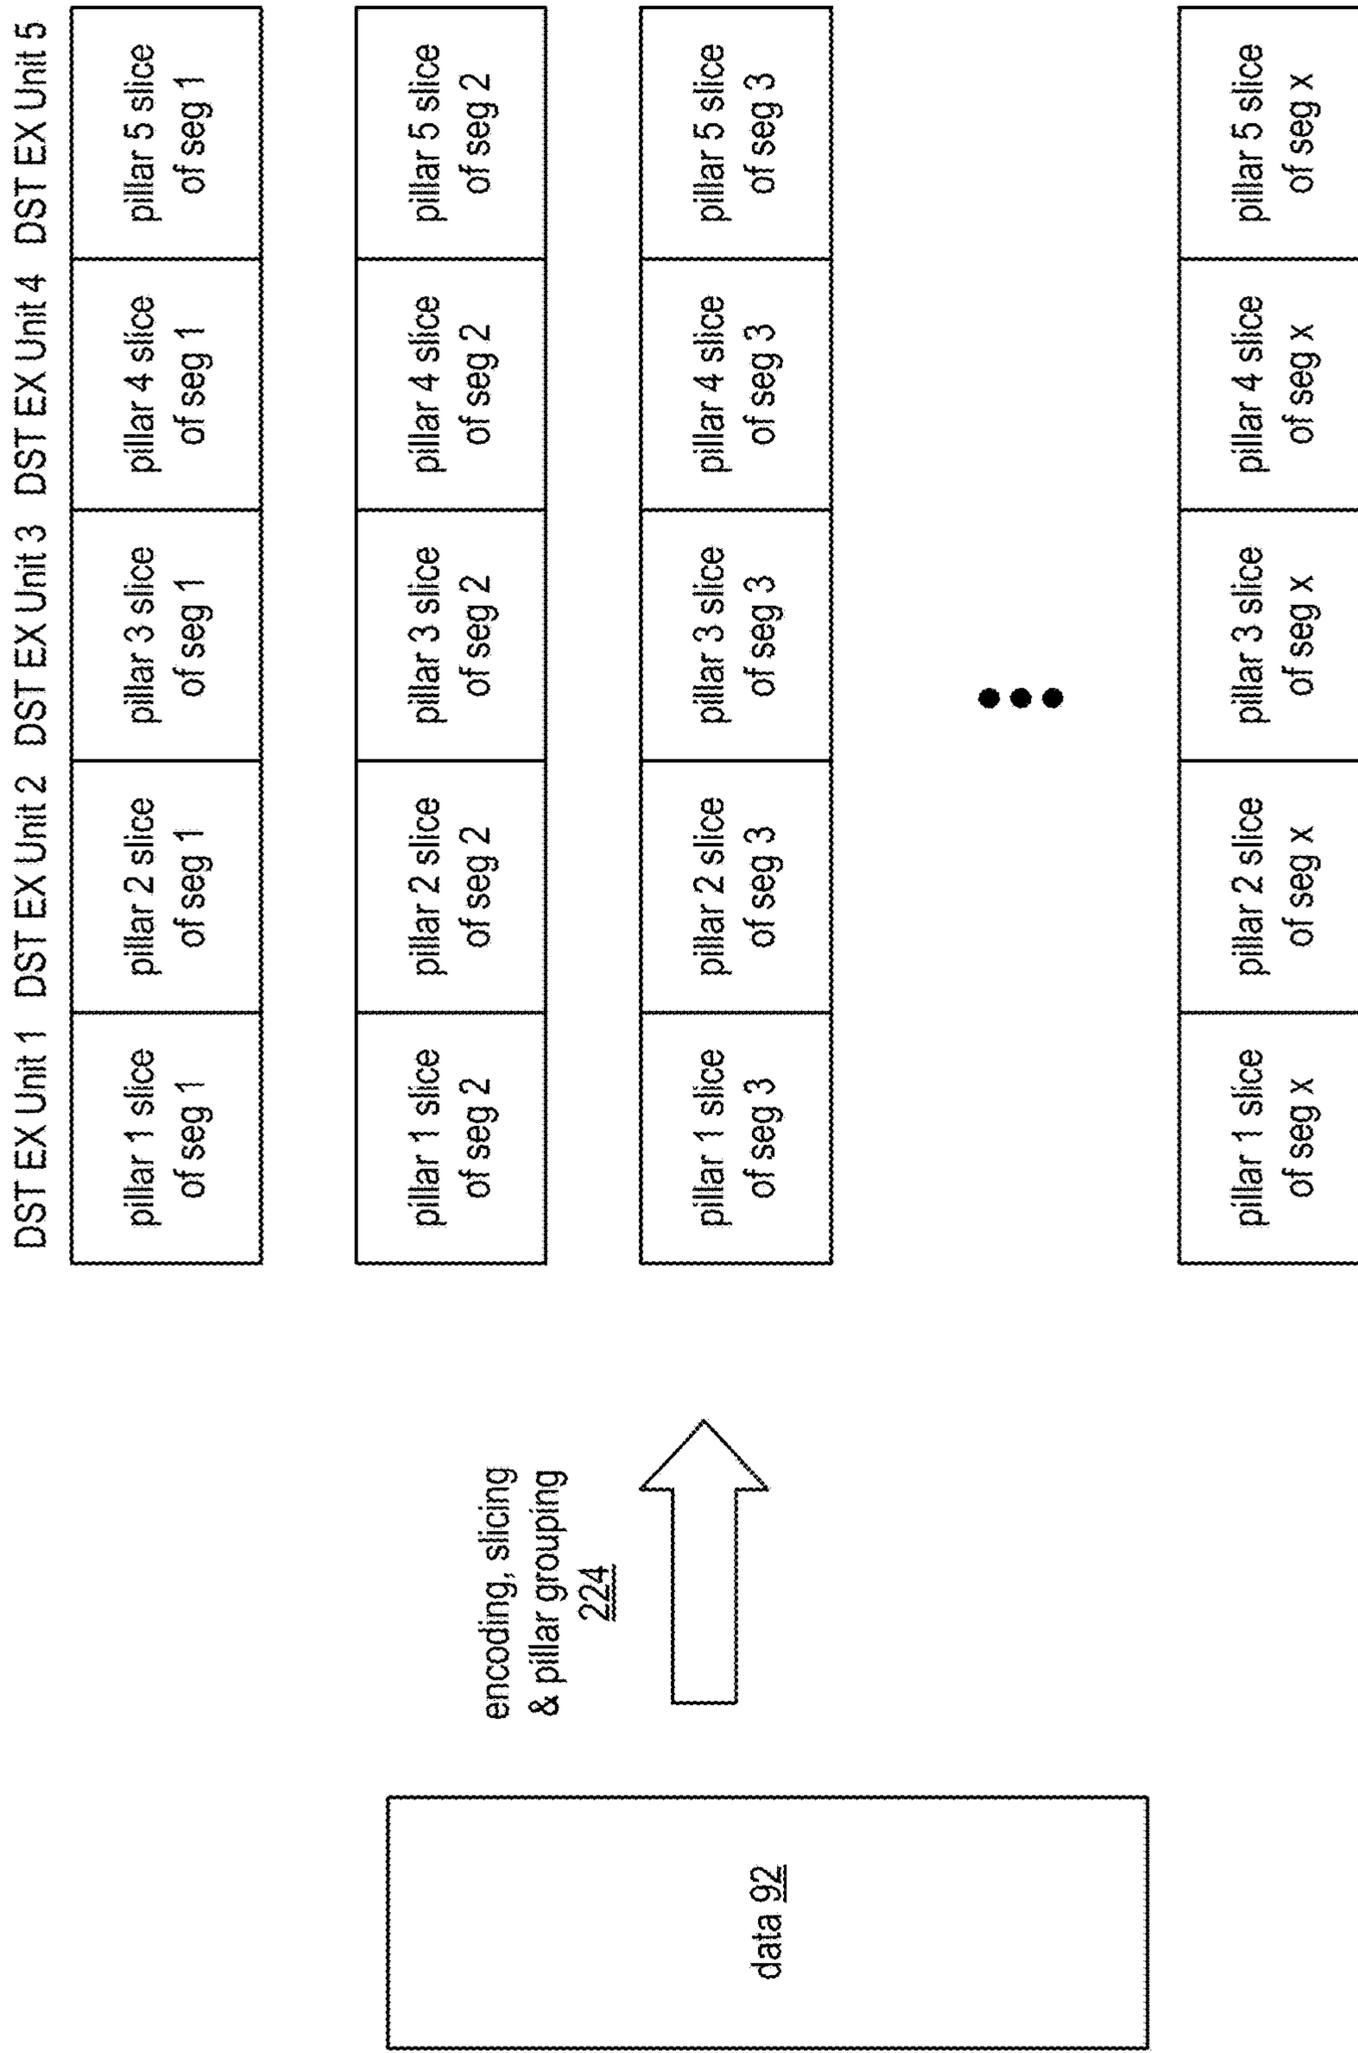 data 92
encoding, slicing
& pillar grouping
224
DST EX Unit 1 DST EX Unit 2 DST EX Unit 3 DST EX Unit 4 DST EX Unit 5
pillar 1 slice
of seg 1
pillar 2 slice
of seg 1
pillar 3 slice
of seg 1
pillar 4 slice
of seg 1
pillar 5 slice
of seg 1
pillar 1 slice
of seg 2
pillar 2 slice
of seg 2
pillar 3 slice
of seg 2
pillar 4 slice
of seg 2
pillar 5 slice
of seg 2
pillar 1 slice
of seg 3
pillar 2 slice
of seg 3
pillar 3 slice
of seg 3
pillar 4 slice
of seg 3
pillar 5 slice
of seg 3
pillar 1 slice
of seg x
pillar 2 slice
of seg x
pillar 3 slice
of seg x
pillar 4 slice
of seg x
pillar 5 slice
of seg x